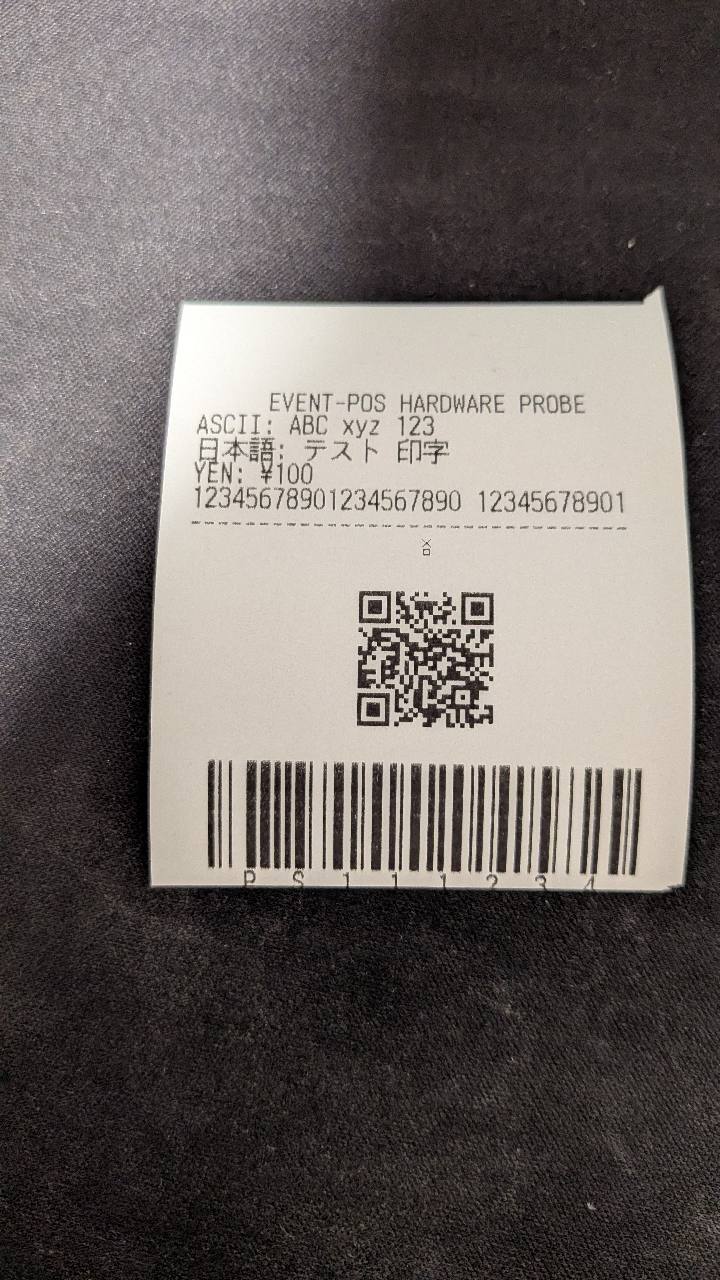 EVENT-POS HARDWARE PROBE
ASCII: ABC xyz 123
日本語: テスト 印字
YEN: ¥100
12345678901234567890 12345678901
--------------------------------
PS111234